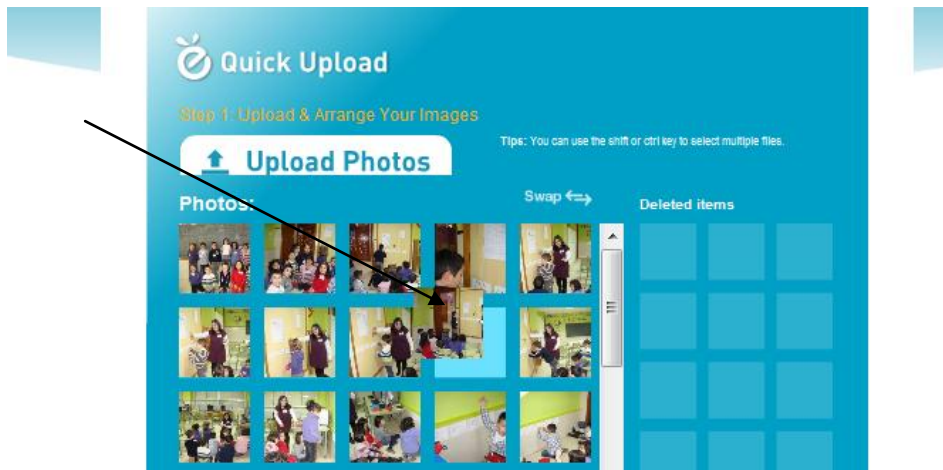 Quick Upload
Step 1: Upload & Arrange Your Images
Upload Photos
Tips: You can use the shift or ctrl key to select multiple files.
Photos:
Swap
Deleted items